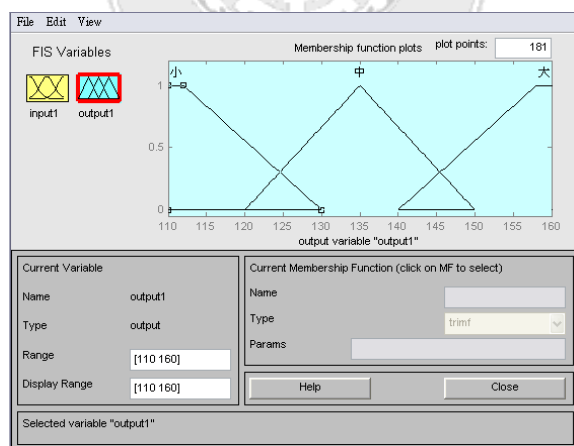 File Edit View
FIS Variables
input1 output1
Membership function plots plot points: 181
小 中 大
1
0.5
0
110 115 120 125 130 135 140 145 150 155 160
output variable "output1"
Current Variable
Name output1
Type output
Range [110 160]
Display Range [110 160]
Current Membership Function (click on MF to select)
Name
Type trimf
Params
Help Close
Selected variable "output1"